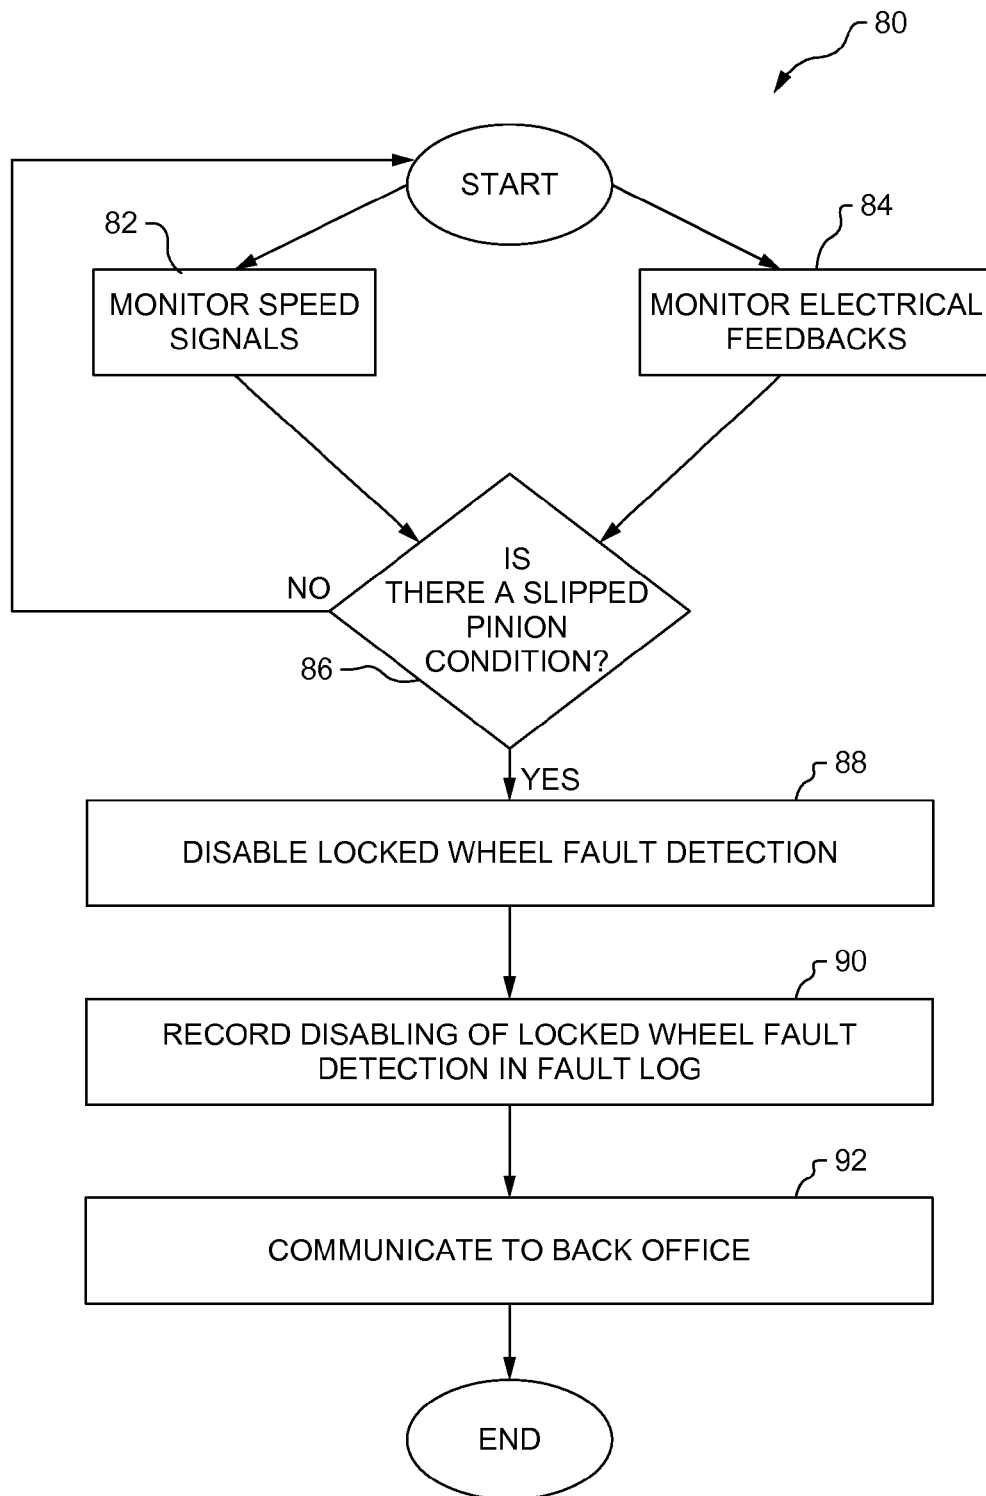 80
START
82
MONITOR SPEED
SIGNALS
84
MONITOR ELECTRICAL
FEEDBACKS
IS
THERE A SLIPPED
PINION
CONDITION?
NO
86
YES
88
DISABLE LOCKED WHEEL FAULT DETECTION
90
RECORD DISABLING OF LOCKED WHEEL FAULT
DETECTION IN FAULT LOG
92
COMMUNICATE TO BACK OFFICE
END